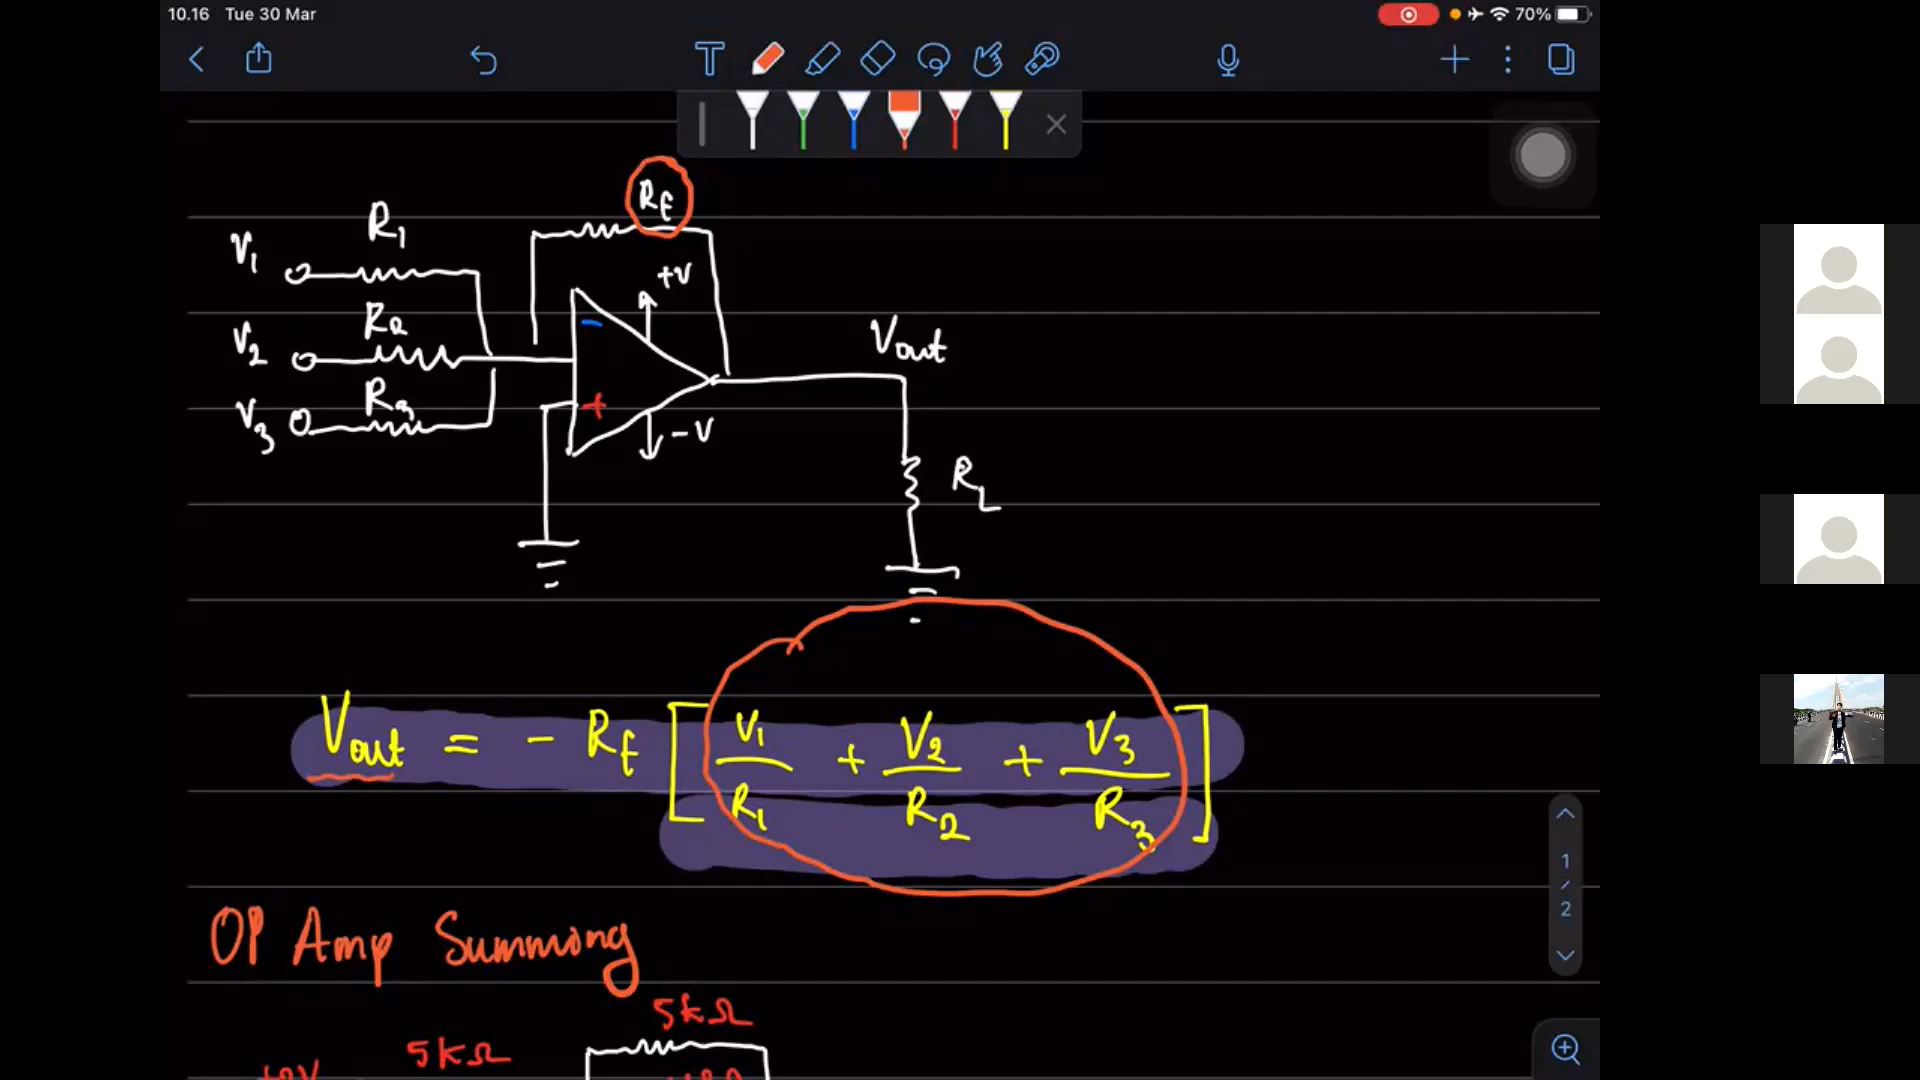 10.16 Tue 30 Mar
70%
Rf
R1
V1
+V
R2
V2
Vout
R3
V3
-V
RL
Vout = - Rf [ V1/R1 + V2/R2 + V3/R3 ]
1
/
2
OP Amp Summing
5kΩ
5KΩ